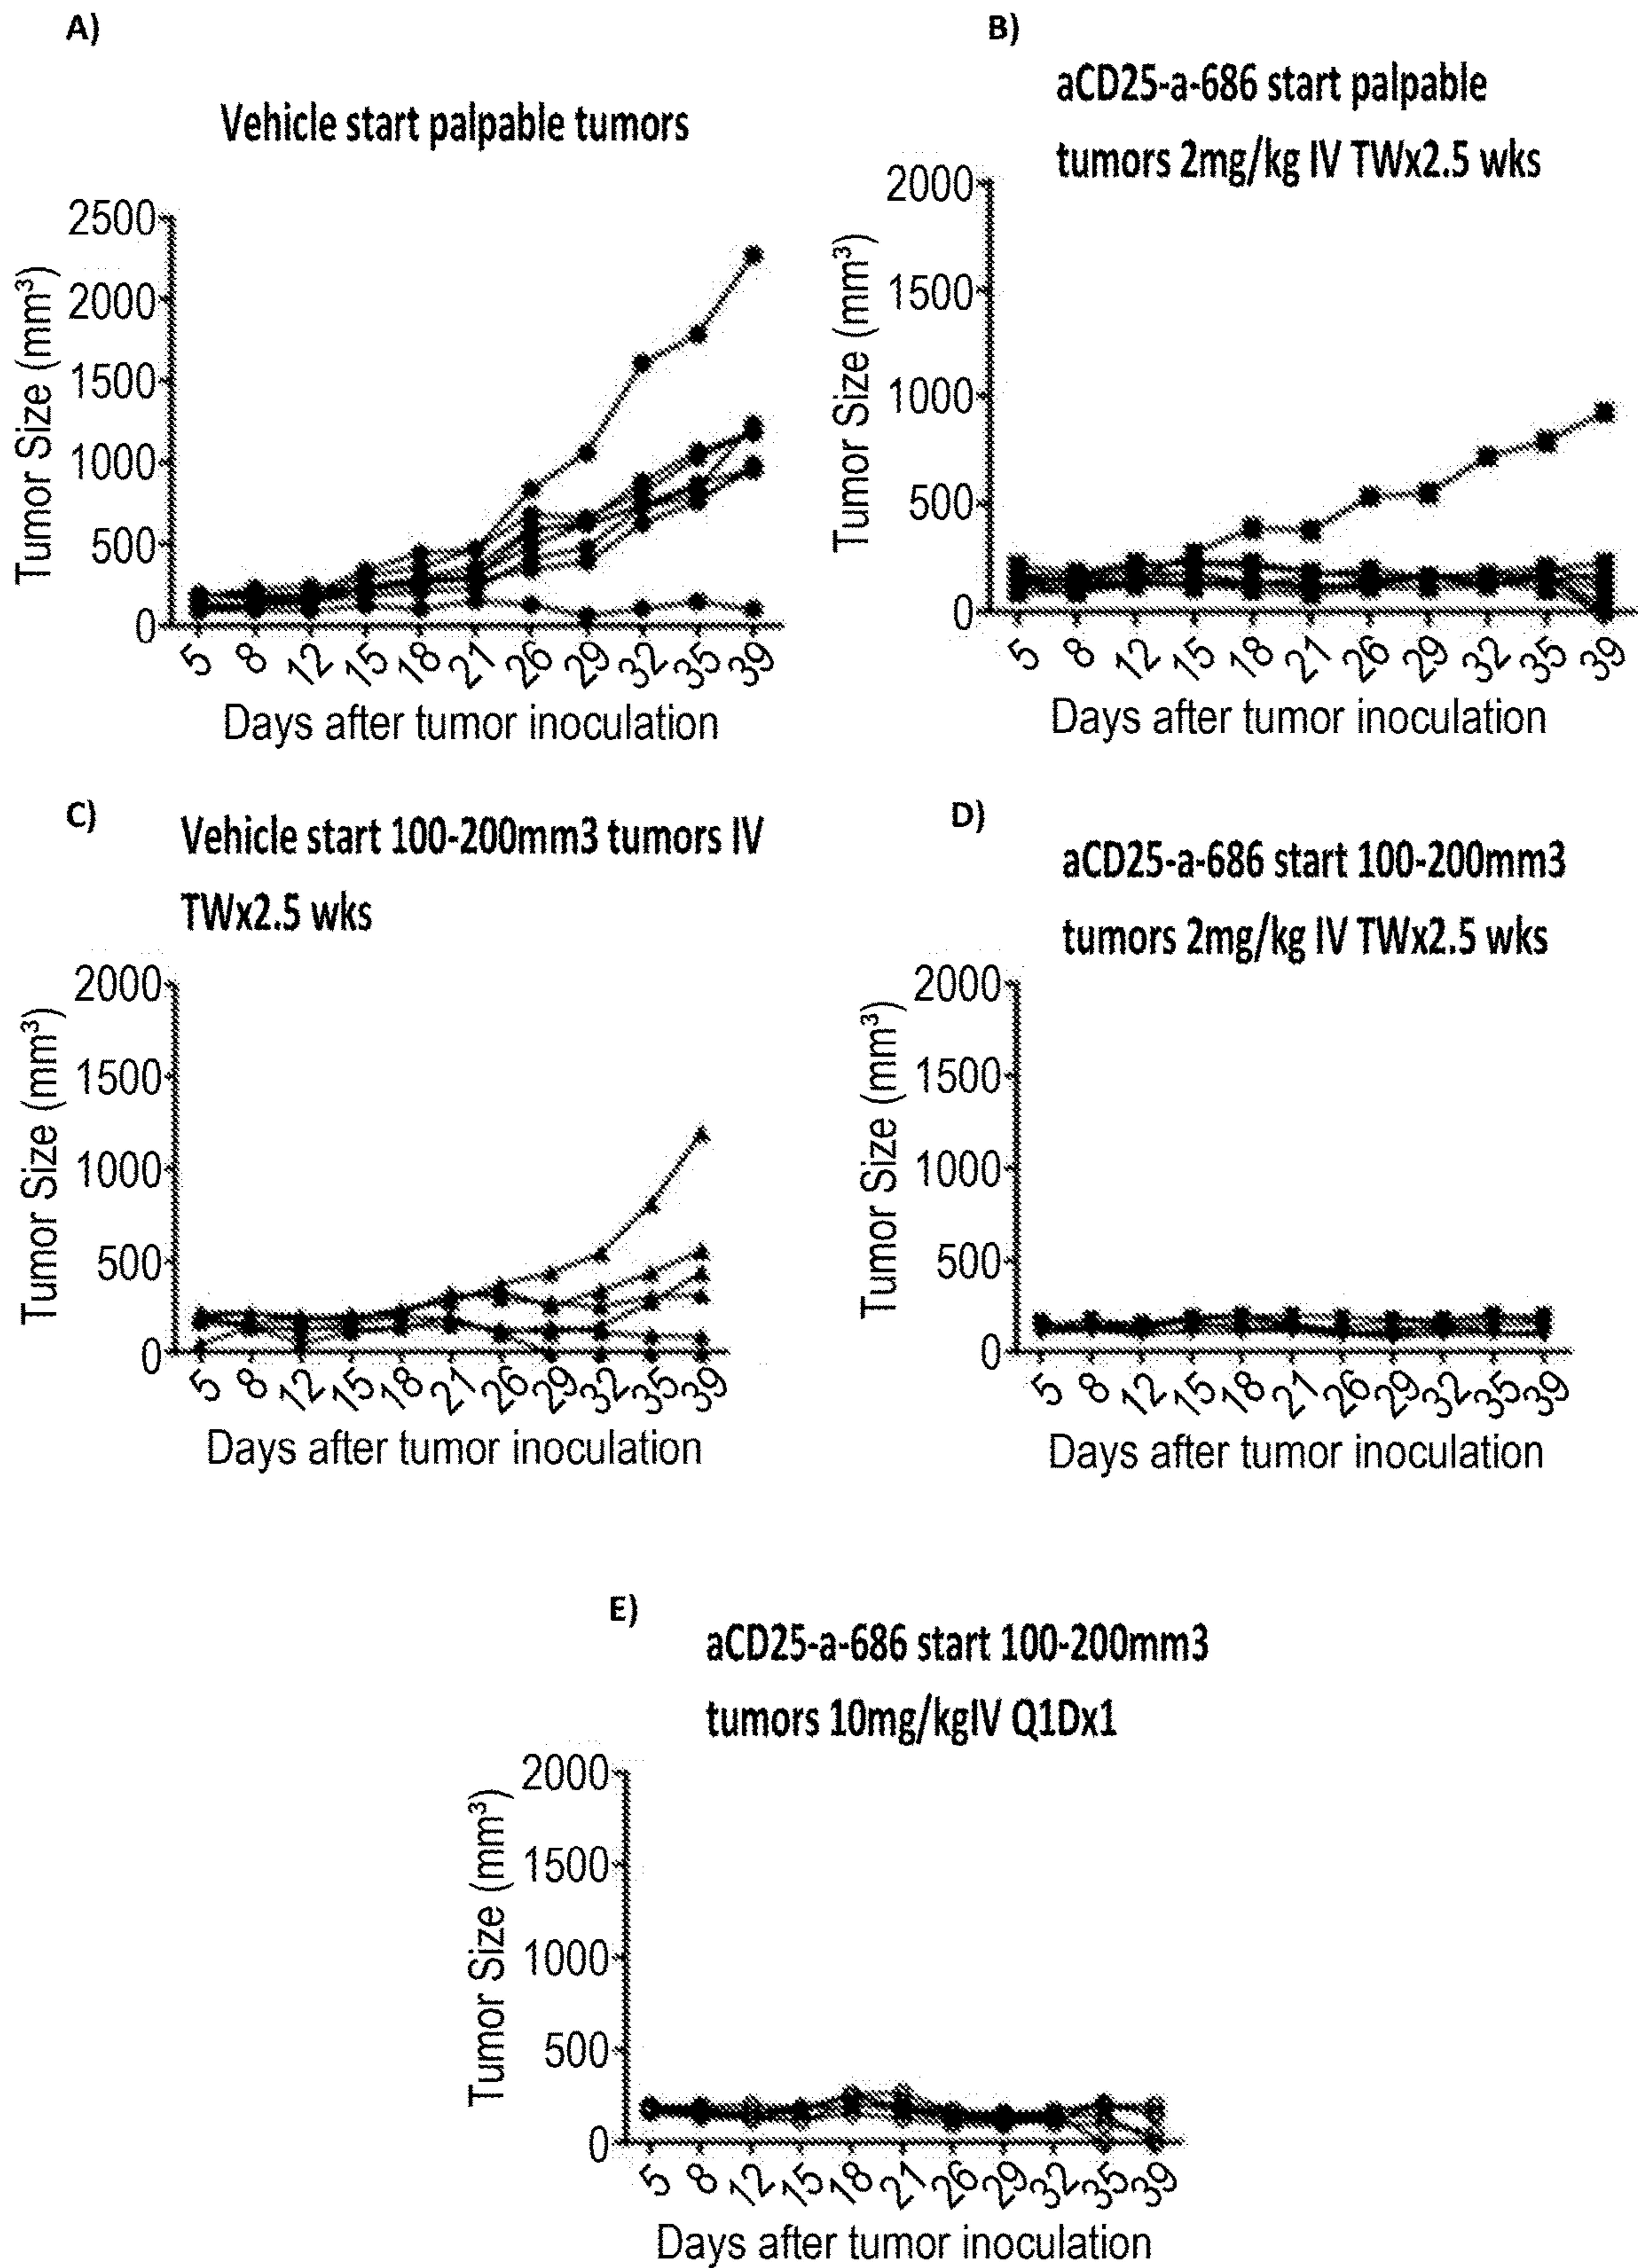 A)
Vehicle start palpable tumors
2500
2000
1500
1000
500
0
Tumor Size (mm³)
5 8 12 15 18 21 26 29 32 35 39
Days after tumor inoculation
B)
aCD25-a-686 start palpable
tumors 2mg/kg IV TWx2.5 wks
2000
1500
1000
500
0
Tumor Size (mm³)
5 8 12 15 18 21 26 29 32 35 39
Days after tumor inoculation
C)
Vehicle start 100-200mm3 tumors IV
TWx2.5 wks
2000
1500
1000
500
0
Tumor Size (mm³)
5 8 12 15 18 21 26 29 32 35 39
Days after tumor inoculation
D)
aCD25-a-686 start 100-200mm3
tumors 2mg/kg IV TWx2.5 wks
2000
1500
1000
500
0
Tumor Size (mm³)
5 8 12 15 18 21 26 29 32 35 39
Days after tumor inoculation
E)
aCD25-a-686 start 100-200mm3
tumors 10mg/kgIV Q1Dx1
2000
1500
1000
500
0
Tumor Size (mm³)
5 8 12 15 18 21 26 29 32 35 39
Days after tumor inoculation